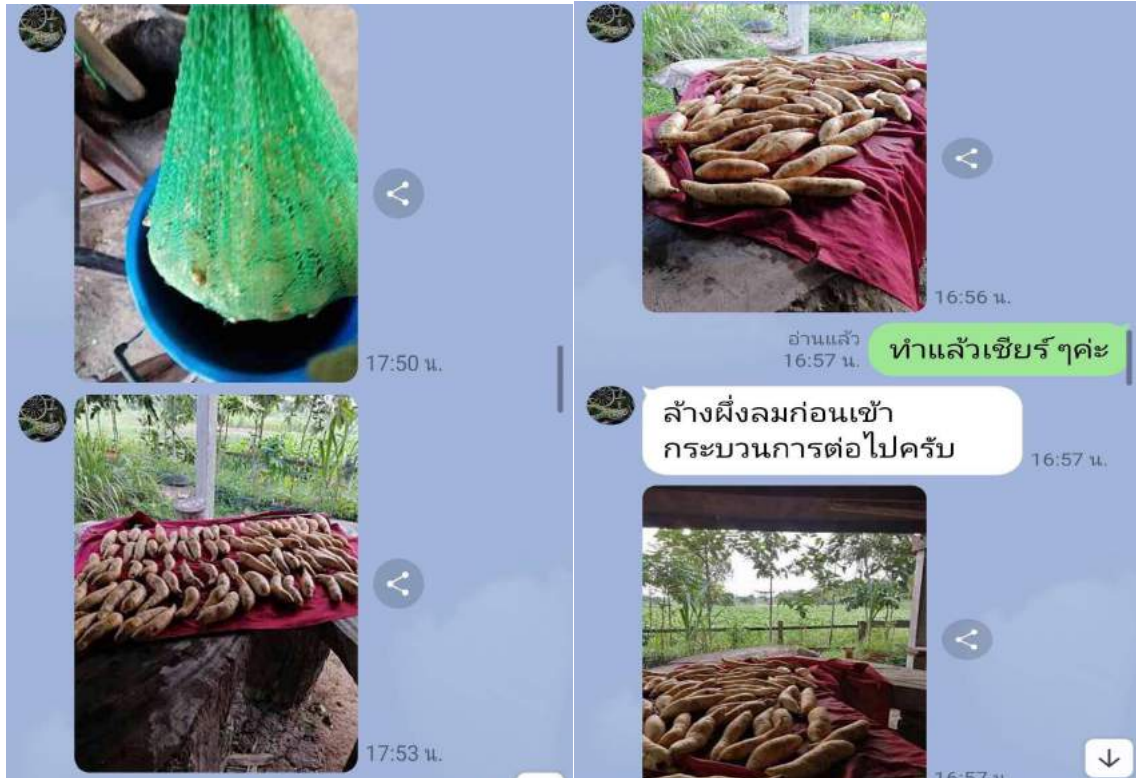 17:50 น.
17:53 น.
16:56 น.
อ่านแล้ว
16:57 น.
ทำแล้วเชียร์ ๆค่ะ
ล้างผึ่งลมก่อนเข้า
กระบวนการต่อไปครับ
16:57 น.
16:57 น.